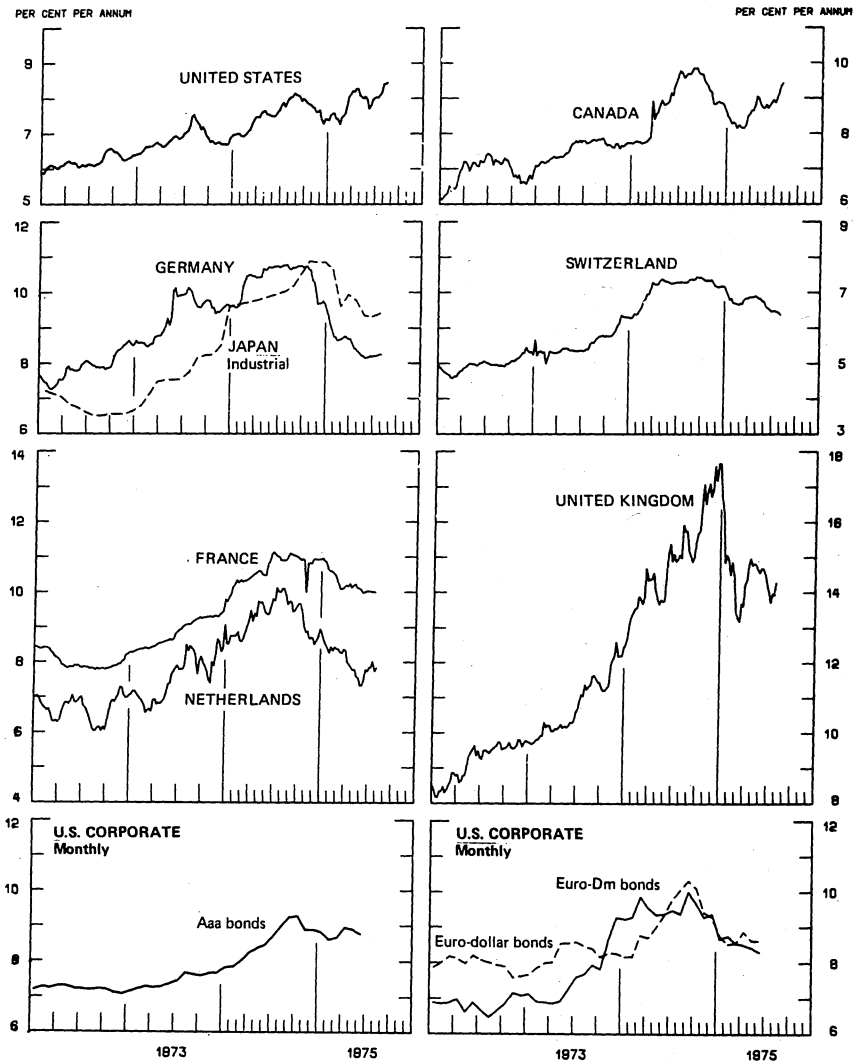 PER CENT PER ANNUM
PER CENT PER ANNUM
9
UNITED STATES
7
5
10
CANADA
8
6
12
GERMANY
10
JAPAN
Industrial
8
6
9
SWITZERLAND
7
5
3
14
12
FRANCE
10
8
NETHERLANDS
6
4
18
UNITED KINGDOM
16
14
12
10
8
12
U.S. CORPORATE
Monthly
10
Aaa bonds
8
6
1973
1975
12
U.S. CORPORATE
Monthly
Euro-Dm bonds
10
Euro-dollar bonds
8
6
1973
1975